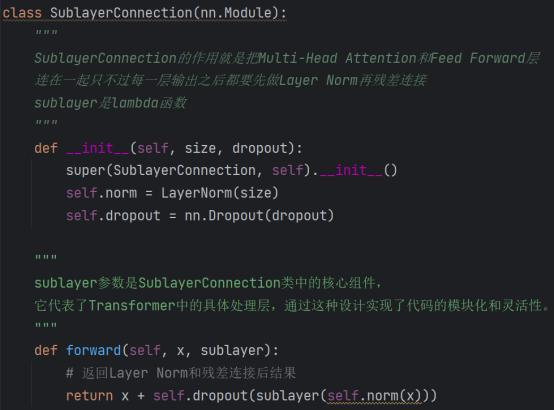 class SublayerConnection(nn.Module):
"""
SublayerConnection的作用就是把Multi-Head Attention和Feed Forward层
连在一起只不过每一层输出之后都要先做Layer Norm再残差连接
sublayer是lambda函数
"""
def __init__(self, size, dropout):
super(SublayerConnection, self).__init__()
self.norm = LayerNorm(size)
self.dropout = nn.Dropout(dropout)
"""
sublayer参数是SublayerConnection类中的核心组件，
它代表了Transformer中的具体处理层，通过这种设计实现了代码的模块化和灵活性。
"""
def forward(self, x, sublayer):
# 返回Layer Norm和残差连接后结果
return x + self.dropout(sublayer(self.norm(x)))